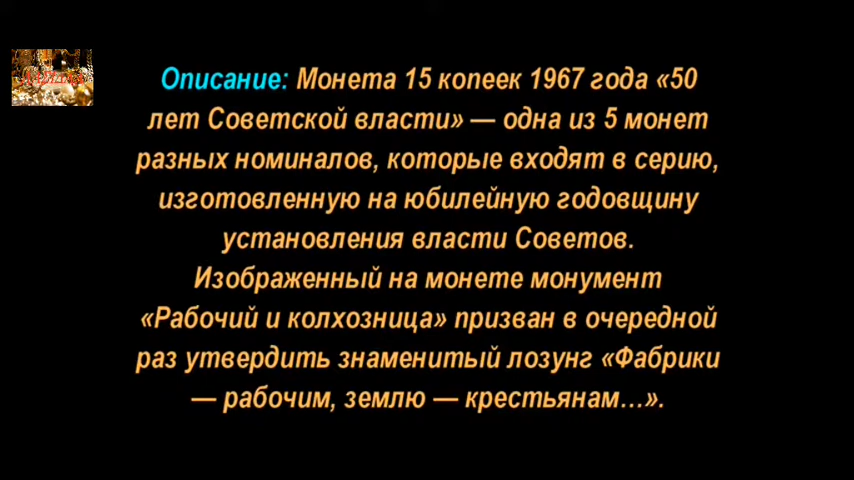 Описание: Монета 15 копеек 1967 года «50
лет Советской власти» — одна из 5 монет
разных номиналов, которые входят в серию,
изготовленную на юбилейную годовщину
установления власти Советов.
Изображенный на монете монумент
«Рабочий и колхозница» призван в очередной
раз утвердить знаменитый лозунг «Фабрики
— рабочим, землю — крестьянам...».